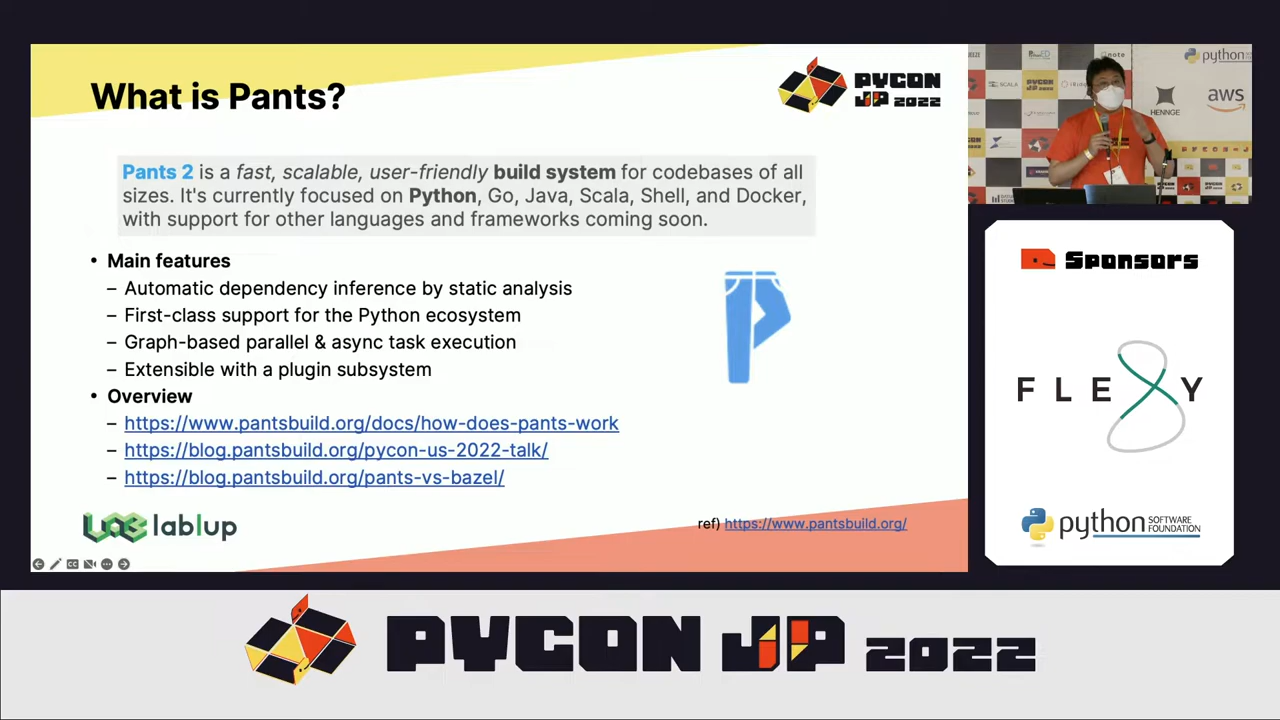 What is Pants?
PYCON
JP 2022
Pants 2 is a fast, scalable, user-friendly build system for codebases of all
sizes. It's currently focused on Python, Go, Java, Scala, Shell, and Docker,
with support for other languages and frameworks coming soon.
• Main features
– Automatic dependency inference by static analysis
– First-class support for the Python ecosystem
– Graph-based parallel & async task execution
– Extensible with a plugin subsystem
• Overview
– https://www.pantsbuild.org/docs/how-does-pants-work
– https://blog.pantsbuild.org/pycon-us-2022-talk/
– https://blog.pantsbuild.org/pants-vs-bazel/
lablup
ref) https://www.pantsbuild.org/
python
SCALA
HENNGE
aws
Sponsors
FLE8Y
python SOFTWARE
FOUNDATION
PYCON JP 2022